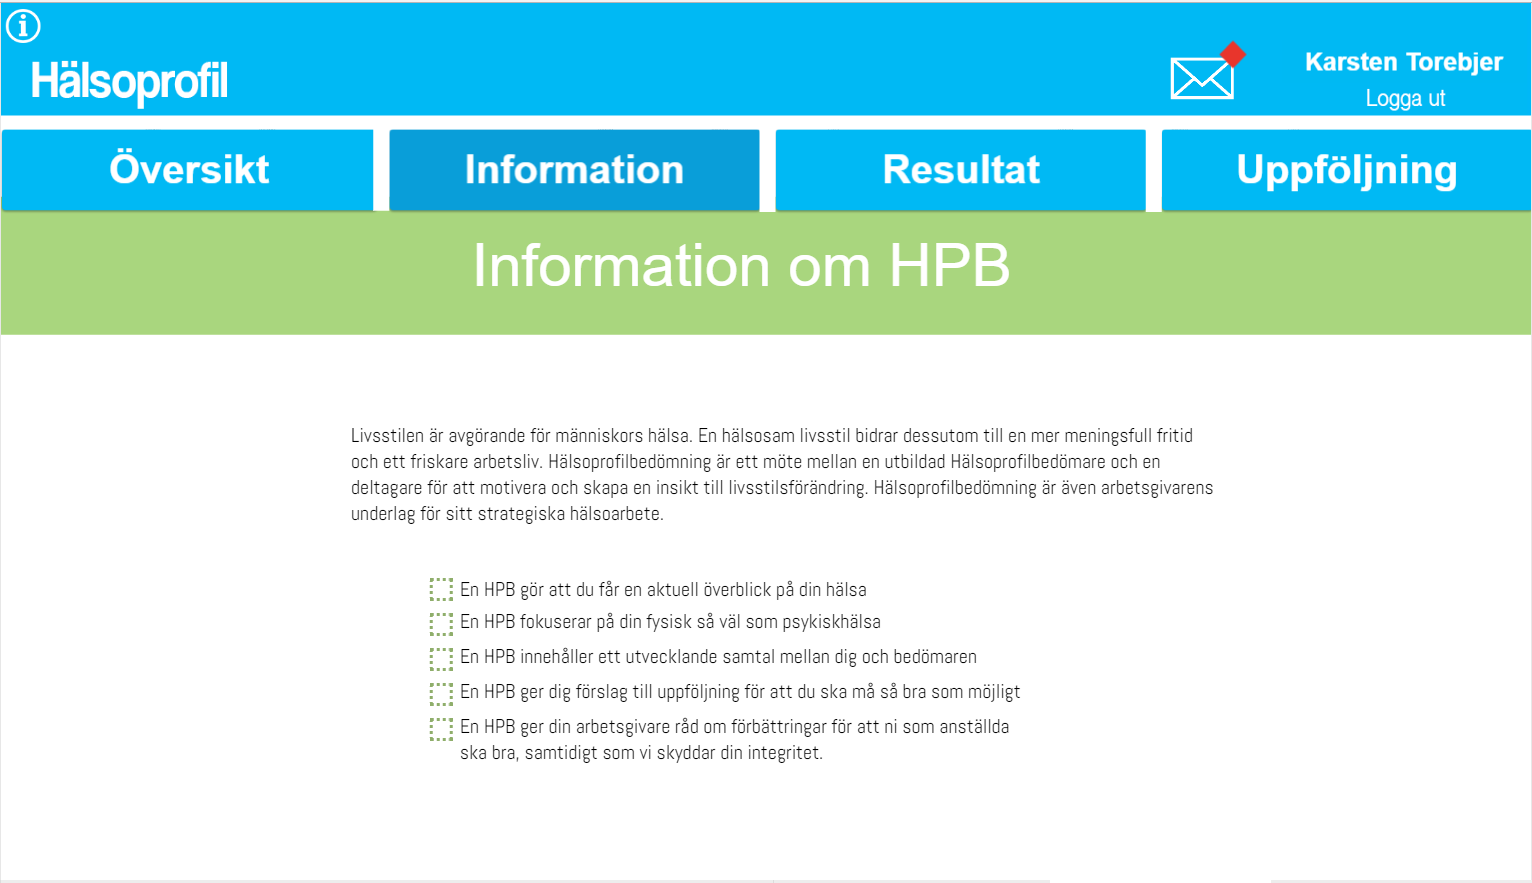 Hälsoprofil
Karsten Torebjer
Logga ut
Översikt
Information
Resultat
Uppföljning
Information om HPB
Livsstilen är avgörande för människors hälsa. En hälsosam livsstil bidrar dessutom till en mer meningsfull fritid
och ett friskare arbetsliv. Hälsoprofilbedömning är ett möte mellan en utbildad Hälsoprofilbedömare och en
deltagare för att motivera och skapa en insikt till livsstilsförändring. Hälsoprofilbedömning är även arbetsgivarens
underlag för sitt strategiska hälsoarbete.
En HPB gör att du får en aktuell överblick på din hälsa
En HPB fokuserar på din fysisk så väl som psykiskhälsa
En HPB innehåller ett utvecklande samtal mellan dig och bedömaren
En HPB ger dig förslag till uppföljning för att du ska må så bra som möjligt
En HPB ger din arbetsgivare råd om förbättringar för att ni som anställda
ska bra, samtidigt som vi skyddar din integritet.